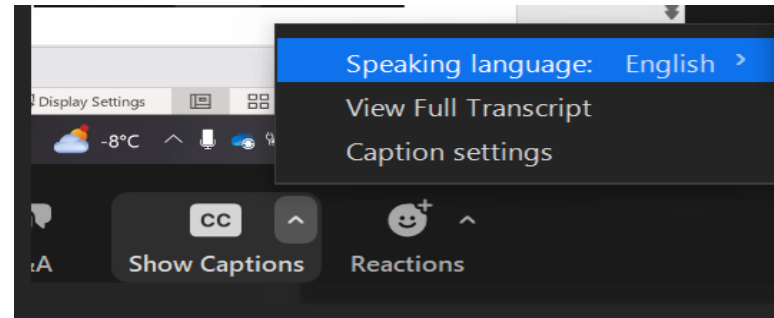 Speaking language: English >
View Full Transcript
Display Settings
-8°C
Caption settings
CC
A Show Captions Reactions